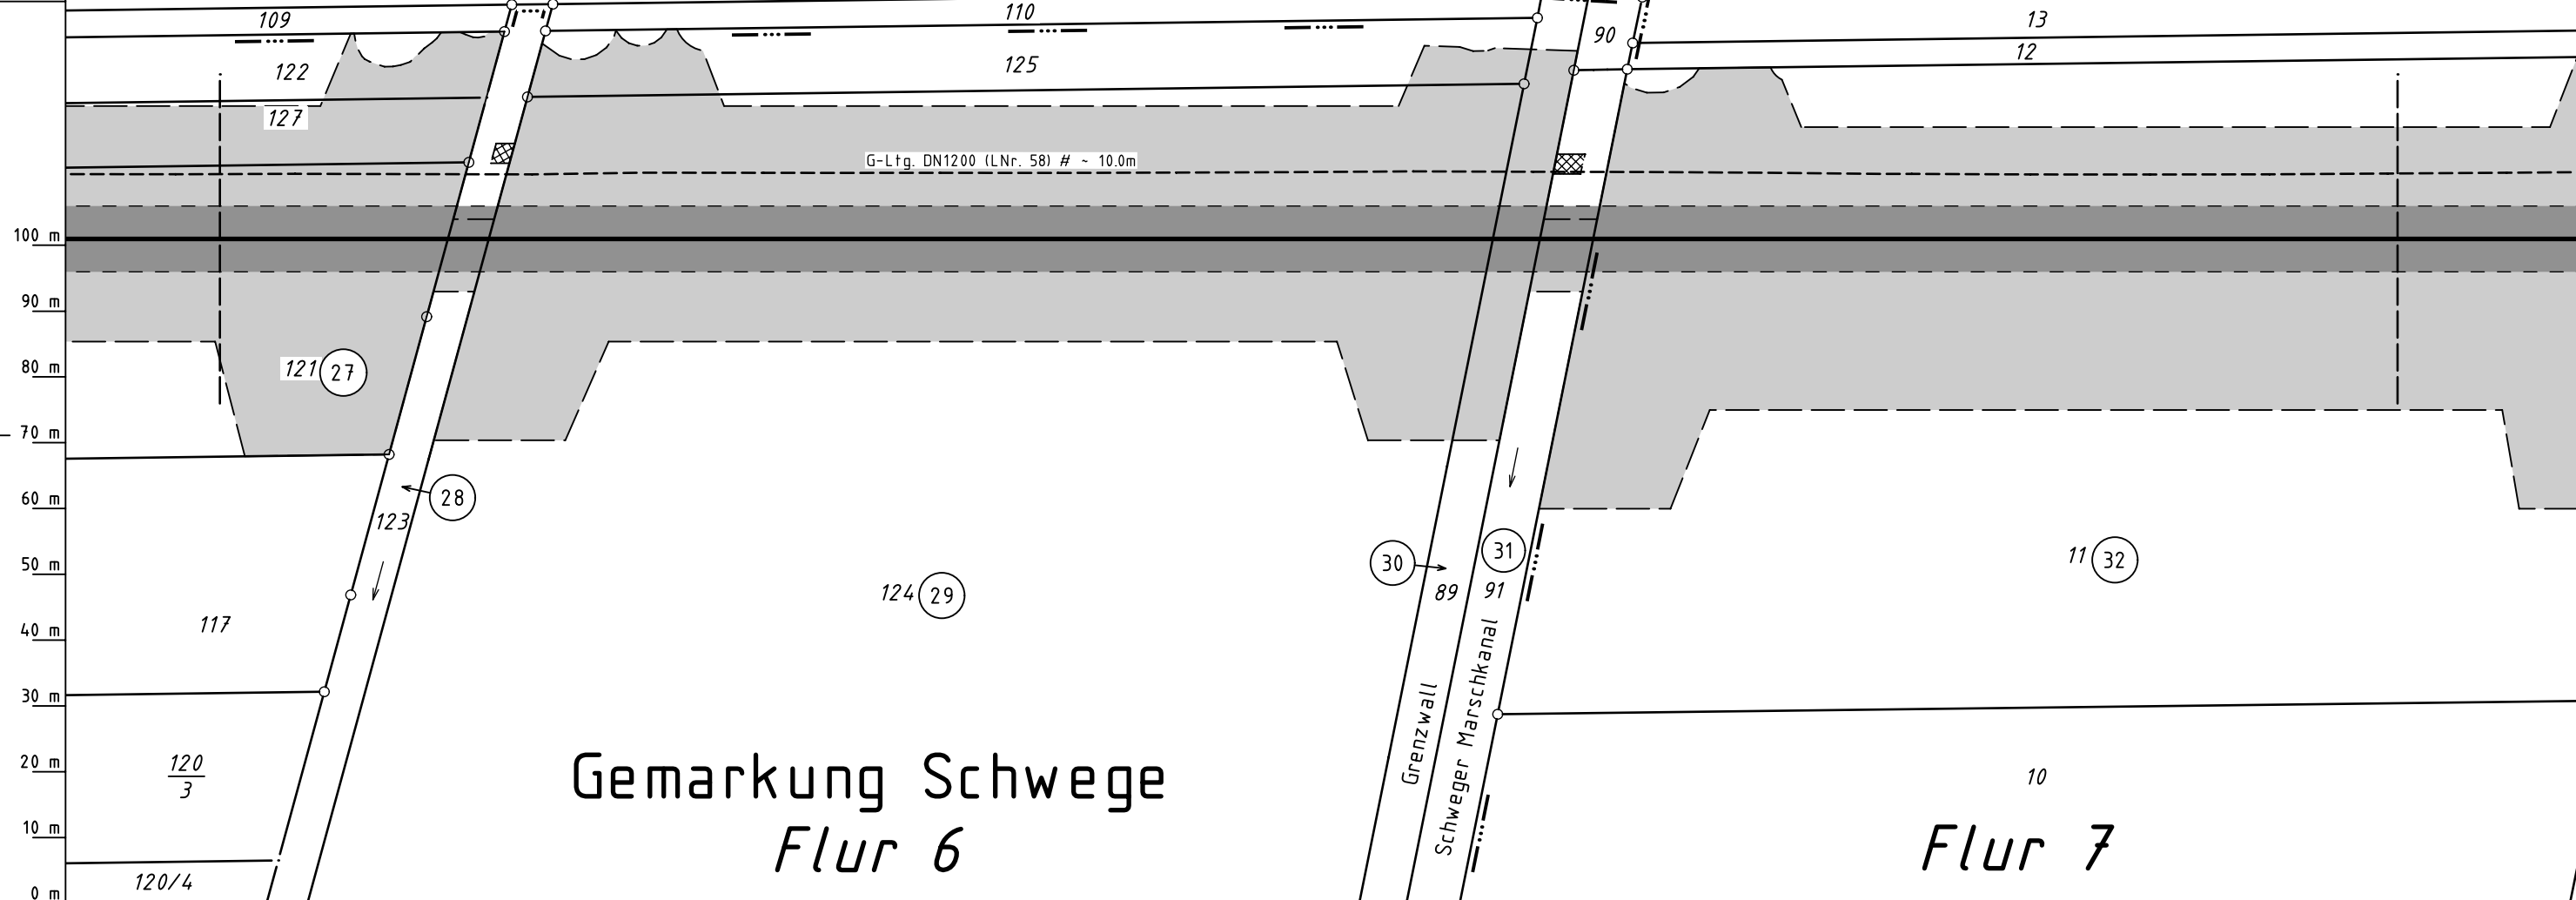 109
110
13
90
12
122
125
127
G-Ltg. DN1200 (LNr. 58) # ~ 10.0m
100 m
90 m
121 27
80 m
70 m
60 m
28
123
50 m
30
31
11 32
124 29
89
91
117
40 m
30 m
Grenzwall
Schweger Marschkanal
20 m
120
3
Gemarkung Schwege
10
10 m
Flur 6
Flur 7
120/4
0 m